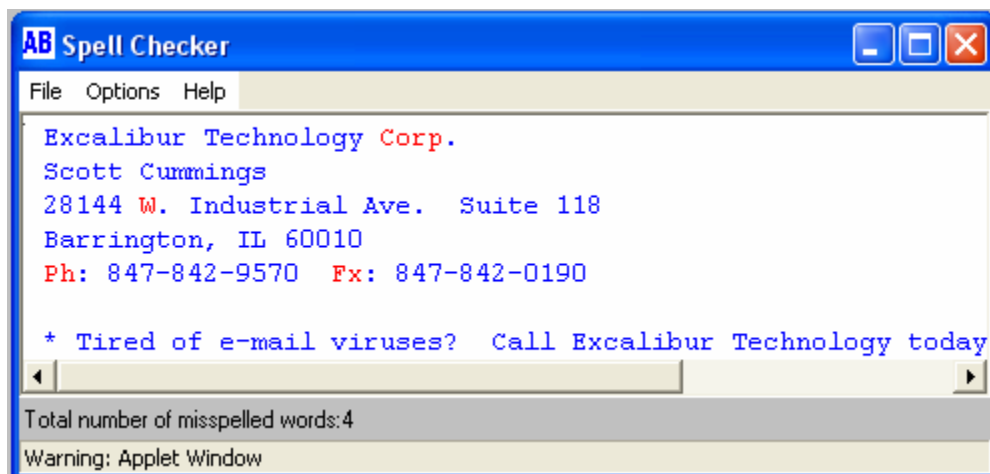 AB Spell Checker
File Options Help
Excalibur Technology Corp.
Scott Cummings
28144 W. Industrial Ave.  Suite 118
Barrington, IL 60010
Ph: 847-842-9570  Fx: 847-842-0190
* Tired of e-mail viruses?  Call Excalibur Technology today
Total number of misspelled words:4
Warning: Applet Window